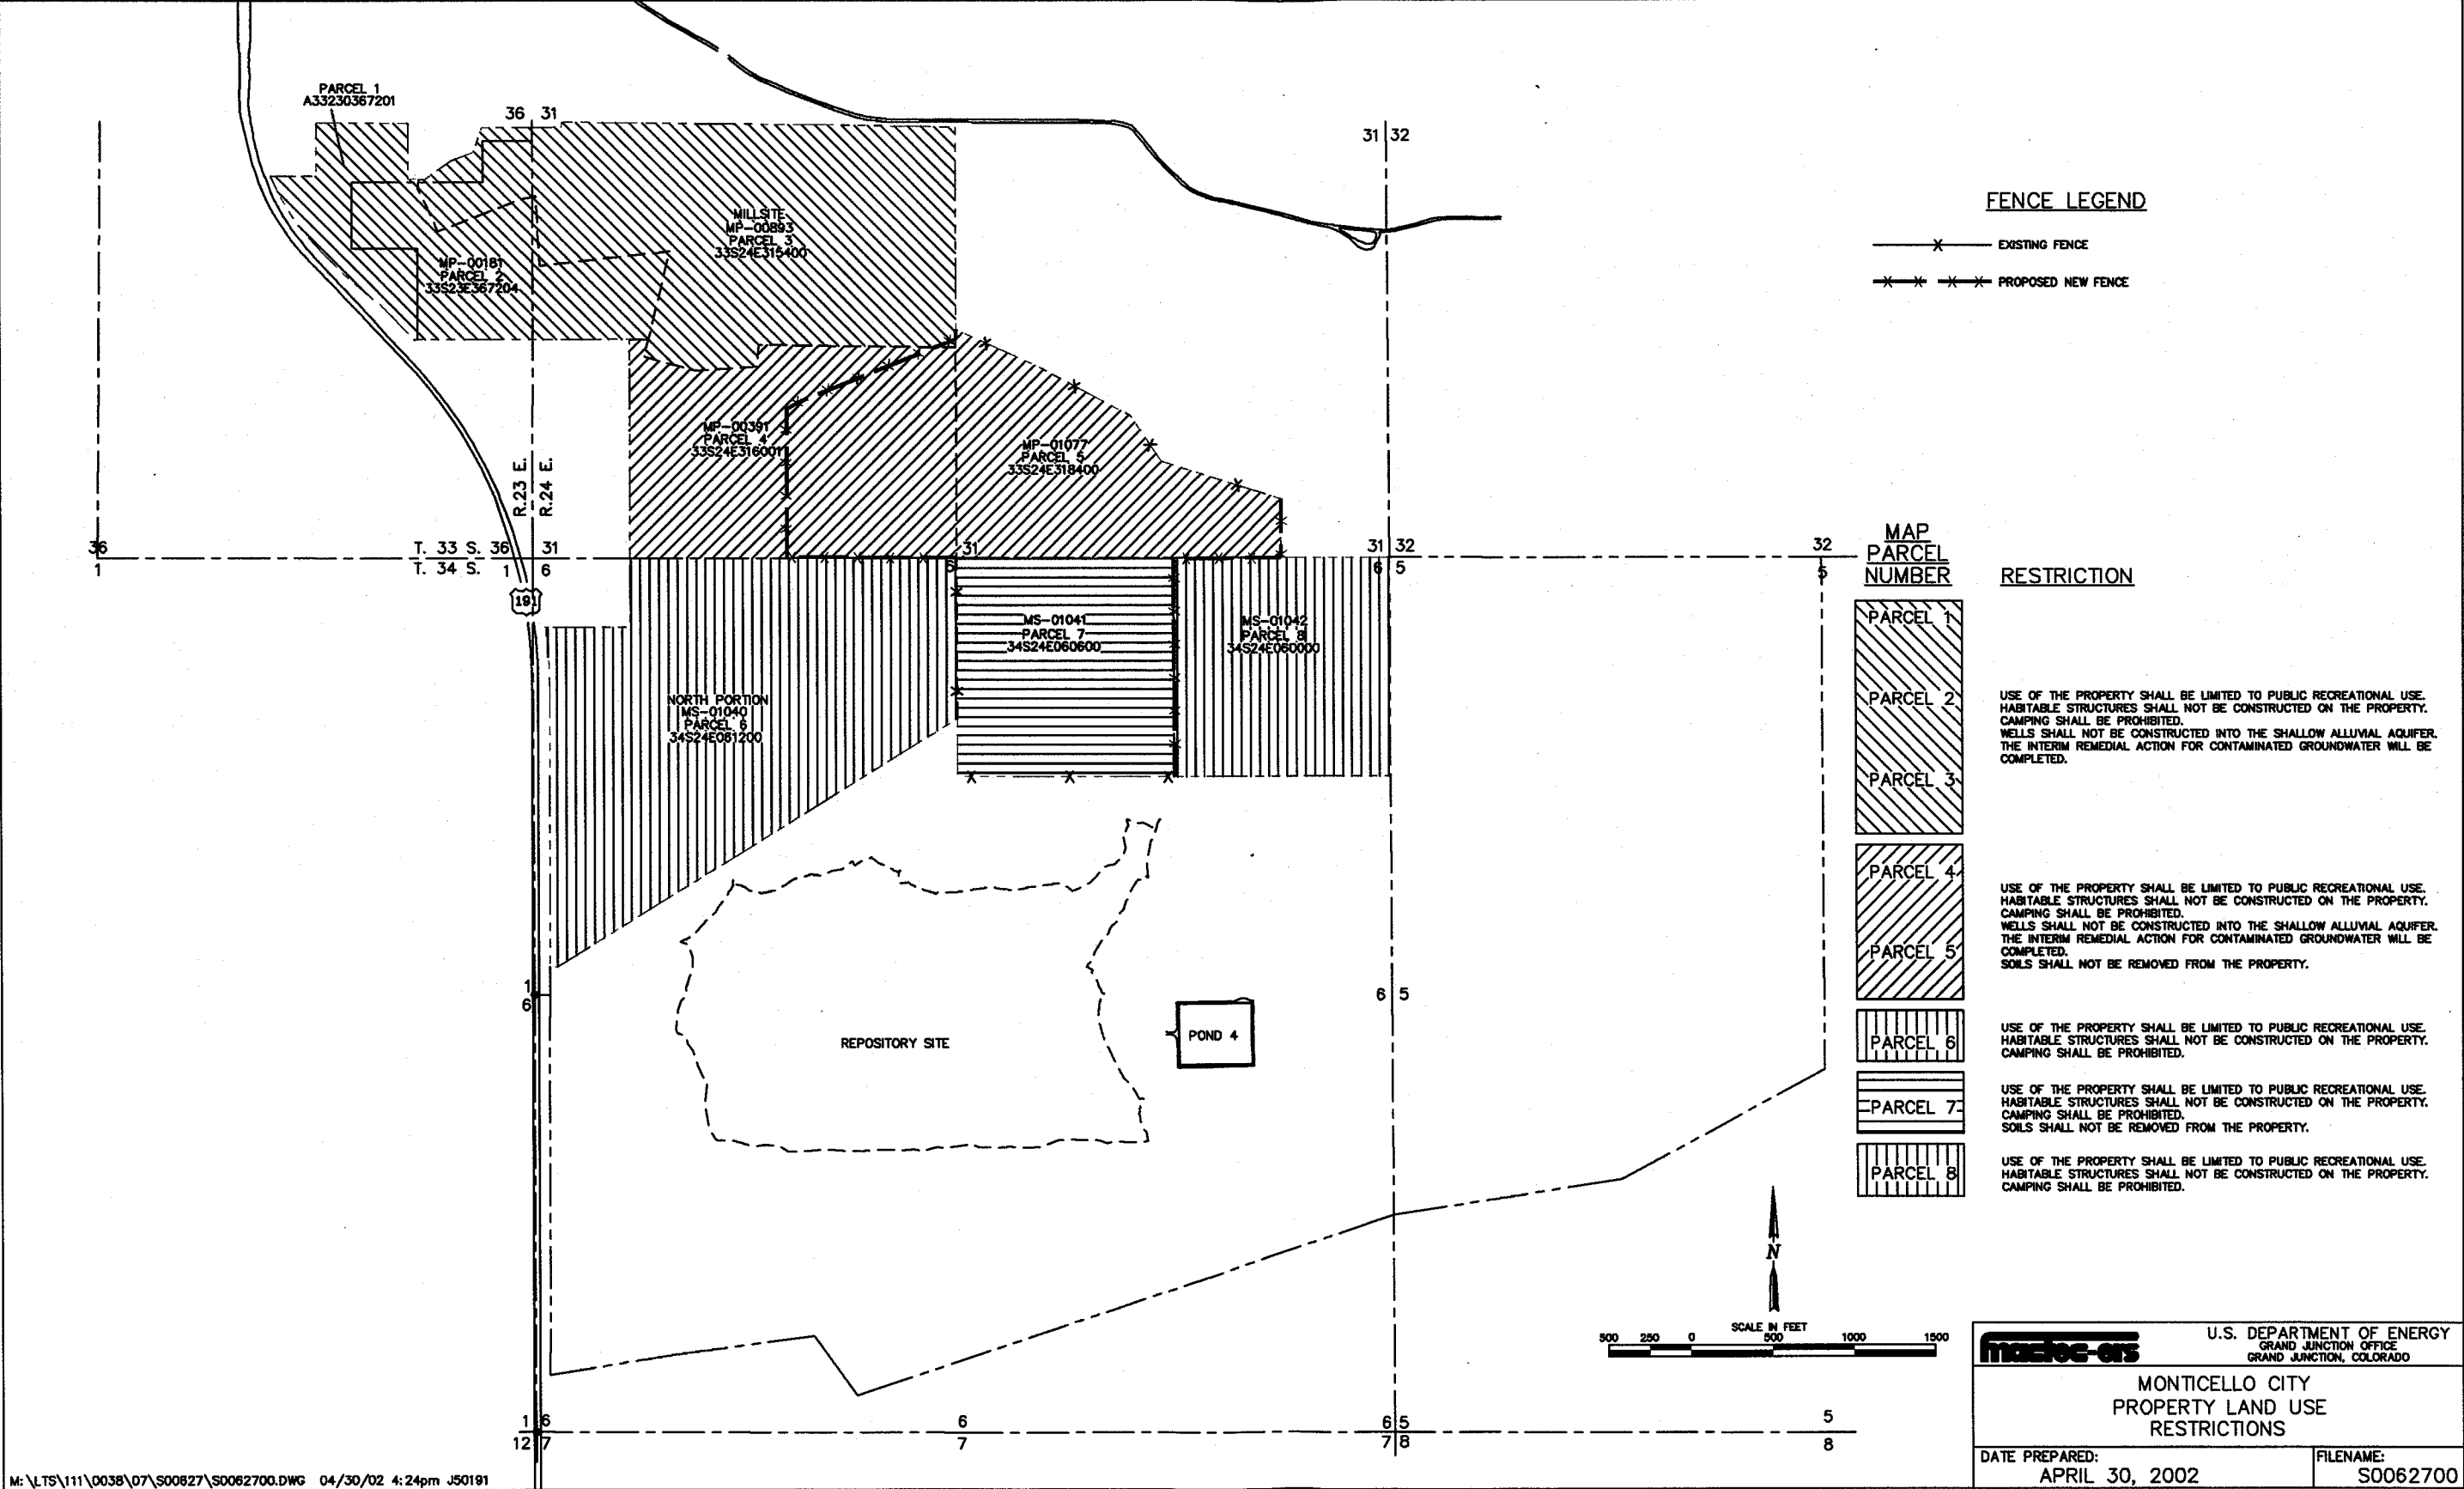 PARCEL 1
A33230367201
36 31
31 32
MILLSITE
MP-00893
PARCEL 3
33S24E315400
MP-00181
PARCEL 2
33S23E367204
FENCE LEGEND
EXISTING FENCE
PROPOSED NEW FENCE
MP-00391
PARCEL 4
33S24E316001
MP-01077
PARCEL 5
33S24E318400
R.23 E.
R.24 E.
36
1
T. 33 S. 36 31
T. 34 S. 1 6
31
6
31 32
6 5
32
5
191
MS-01041
PARCEL 7
34S24E060600
MS-01042
PARCEL 8
34S24E060000
NORTH PORTION
MS-01040
PARCEL 6
34S24E061200
1
6
6 5
REPOSITORY SITE
POND 4
MAP
PARCEL
NUMBER
RESTRICTION
PARCEL 1
PARCEL 2
PARCEL 3
USE OF THE PROPERTY SHALL BE LIMITED TO PUBLIC RECREATIONAL USE.
HABITABLE STRUCTURES SHALL NOT BE CONSTRUCTED ON THE PROPERTY.
CAMPING SHALL BE PROHIBITED.
WELLS SHALL NOT BE CONSTRUCTED INTO THE SHALLOW ALLUVIAL AQUIFER.
THE INTERIM REMEDIAL ACTION FOR CONTAMINATED GROUNDWATER WILL BE
COMPLETED.
PARCEL 4
PARCEL 5
USE OF THE PROPERTY SHALL BE LIMITED TO PUBLIC RECREATIONAL USE.
HABITABLE STRUCTURES SHALL NOT BE CONSTRUCTED ON THE PROPERTY.
CAMPING SHALL BE PROHIBITED.
WELLS SHALL NOT BE CONSTRUCTED INTO THE SHALLOW ALLUVIAL AQUIFER.
THE INTERIM REMEDIAL ACTION FOR CONTAMINATED GROUNDWATER WILL BE
COMPLETED.
SOILS SHALL NOT BE REMOVED FROM THE PROPERTY.
PARCEL 6
USE OF THE PROPERTY SHALL BE LIMITED TO PUBLIC RECREATIONAL USE.
HABITABLE STRUCTURES SHALL NOT BE CONSTRUCTED ON THE PROPERTY.
CAMPING SHALL BE PROHIBITED.
PARCEL 7
USE OF THE PROPERTY SHALL BE LIMITED TO PUBLIC RECREATIONAL USE.
HABITABLE STRUCTURES SHALL NOT BE CONSTRUCTED ON THE PROPERTY.
CAMPING SHALL BE PROHIBITED.
SOILS SHALL NOT BE REMOVED FROM THE PROPERTY.
PARCEL 8
USE OF THE PROPERTY SHALL BE LIMITED TO PUBLIC RECREATIONAL USE.
HABITABLE STRUCTURES SHALL NOT BE CONSTRUCTED ON THE PROPERTY.
CAMPING SHALL BE PROHIBITED.
N
SCALE IN FEET
500 250 0 500 1000 1500
1 6
12 7
6
7
6 5
7 8
5
8
mactec-ers
U.S. DEPARTMENT OF ENERGY
GRAND JUNCTION OFFICE
GRAND JUNCTION, COLORADO
MONTICELLO CITY
PROPERTY LAND USE
RESTRICTIONS
DATE PREPARED:
APRIL 30, 2002
FILENAME:
S0062700
M:\LTS\111\0038\07\S00627\S0062700.DWG 04/30/02 4:24pm J50191